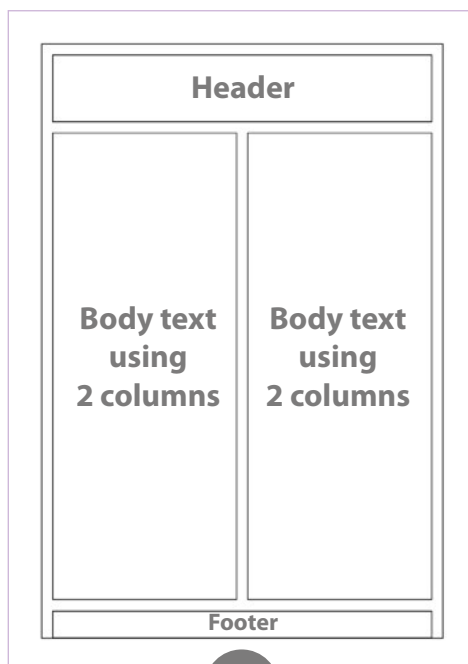 Header
Body text
using
2 columns
Body text
using
2 columns
Footer